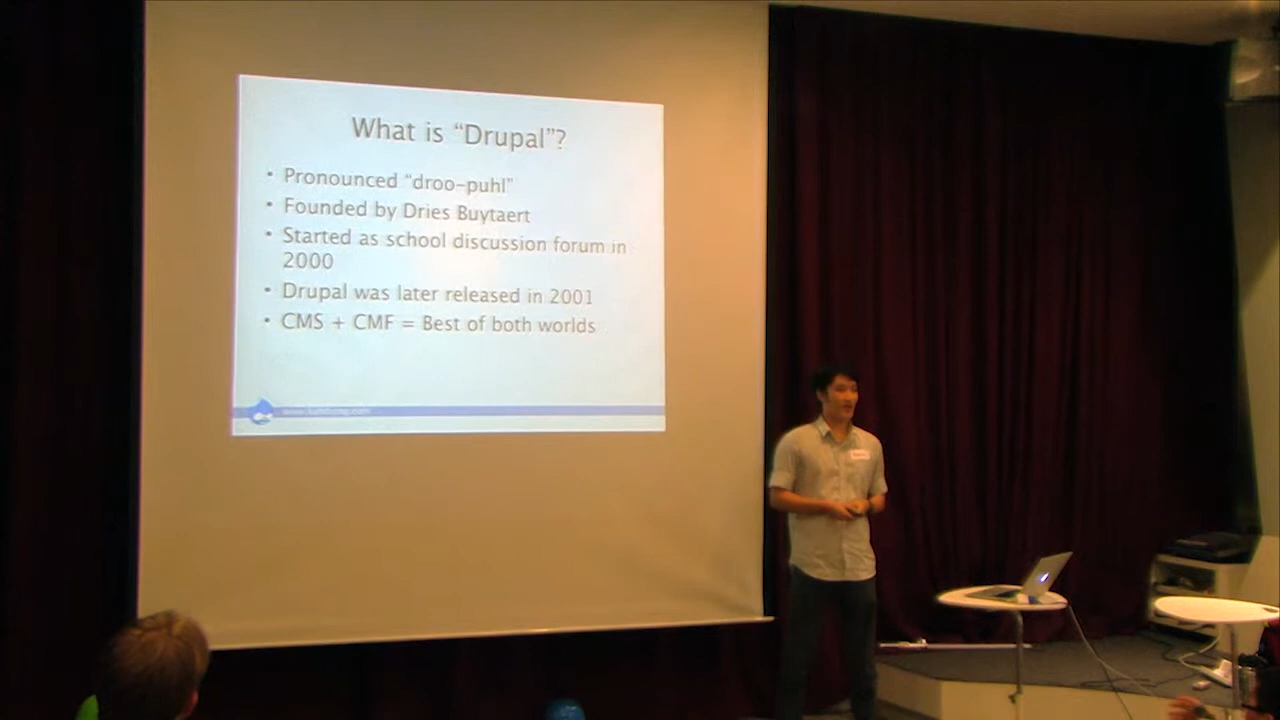 What is “Drupal”?
• Pronounced “droo-puhl”
• Founded by Dries Buytaert
• Started as school discussion forum in
2000
• Drupal was later released in 2001
• CMS + CMF = Best of both worlds